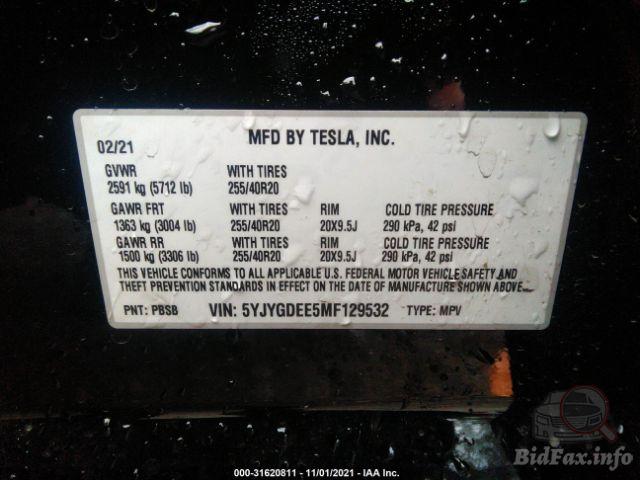 02/21 MFD BY TESLA, INC.
GVWR WITH TIRES
2591 kg (5712 lb) 255/40R20
GAWR FRT WITH TIRES RIM COLD TIRE PRESSURE
1363 kg (3004 lb) 255/40R20 20X9.5J 290 kPa, 42 psi
GAWR RR WITH TIRES RIM COLD TIRE PRESSURE
1500 kg (3306 lb) 255/40R20 20X9.5J 290 kPa, 42 psi
THIS VEHICLE CONFORMS TO ALL APPLICABLE U.S. FEDERAL MOTOR VEHICLE SAFETY AND
THEFT PREVENTION STANDARDS IN EFFECT ON THE DATE OF MANUFACTURE SHOWN ABOVE.
PNT: PBSB VIN: 5YJYGDEE5MF129532 TYPE: MPV
BidFax.info
000-31620811 - 11/01/2021 - IAA Inc.